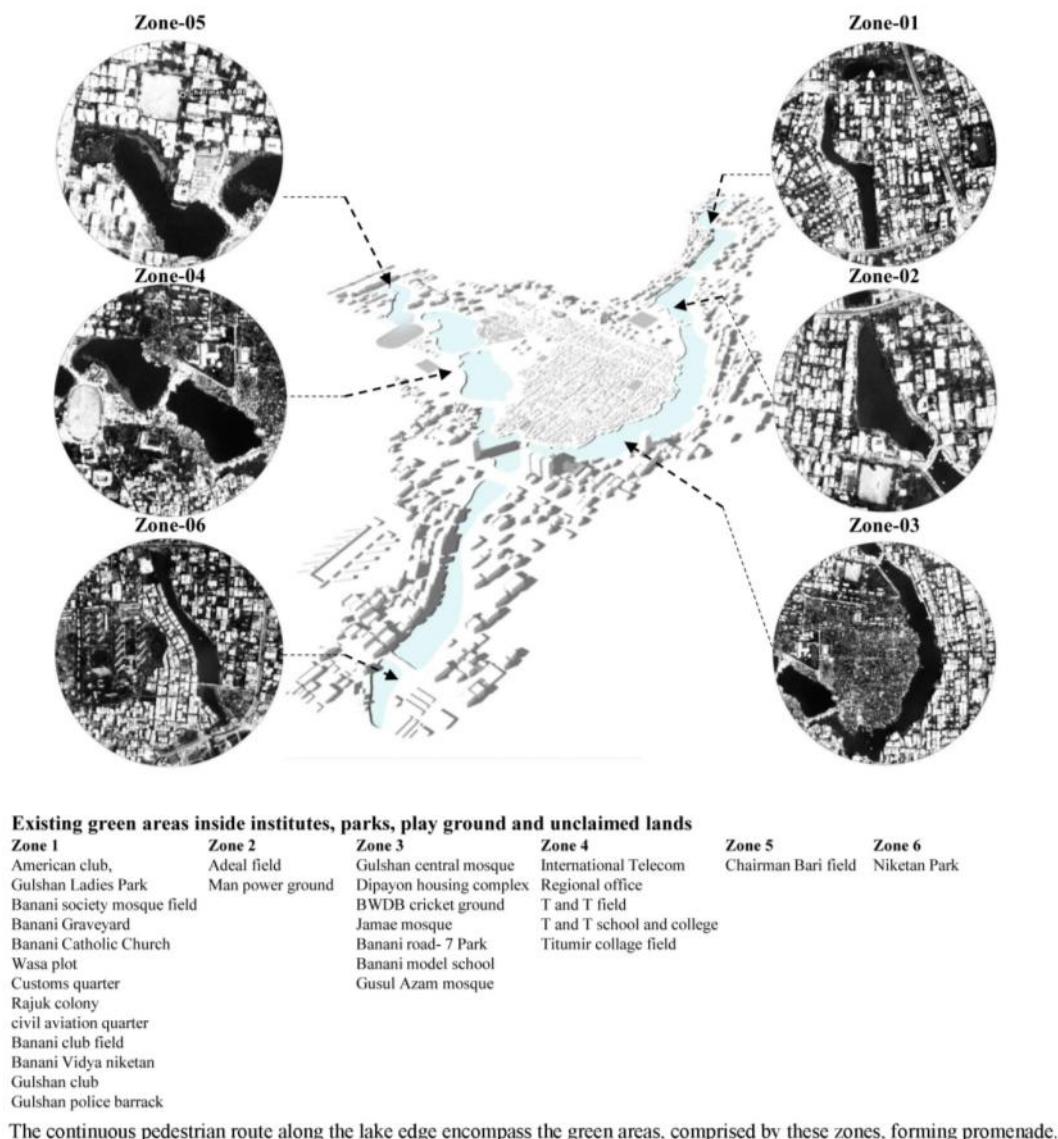 Zone-05
Zone-01
Zone-04
Zone-02
Zone-06
Zone-03
Existing green areas inside institutes, parks, play ground and unclaimed lands
Zone 1
American club,
Gulshan Ladies Park
Banani society mosque field
Banani Graveyard
Banani Catholic Church
Wasa plot
Customs quarter
Rajuk colony
civil aviation quarter
Banani club field
Banani Vidya niketan
Gulshan club
Gulshan police barrack
Zone 2
Adeal field
Man power ground
Zone 3
Gulshan central mosque
Dipayon housing complex
BWDB cricket ground
Jamae mosque
Banani road- 7 Park
Banani model school
Gusul Azam mosque
Zone 4
International Telecom
Regional office
T and T field
T and T school and college
Titumir collage field
Zone 5
Chairman Bari field
Zone 6
Niketan Park
The continuous pedestrian route along the lake edge encompass the green areas, comprised by these zones, forming promenade